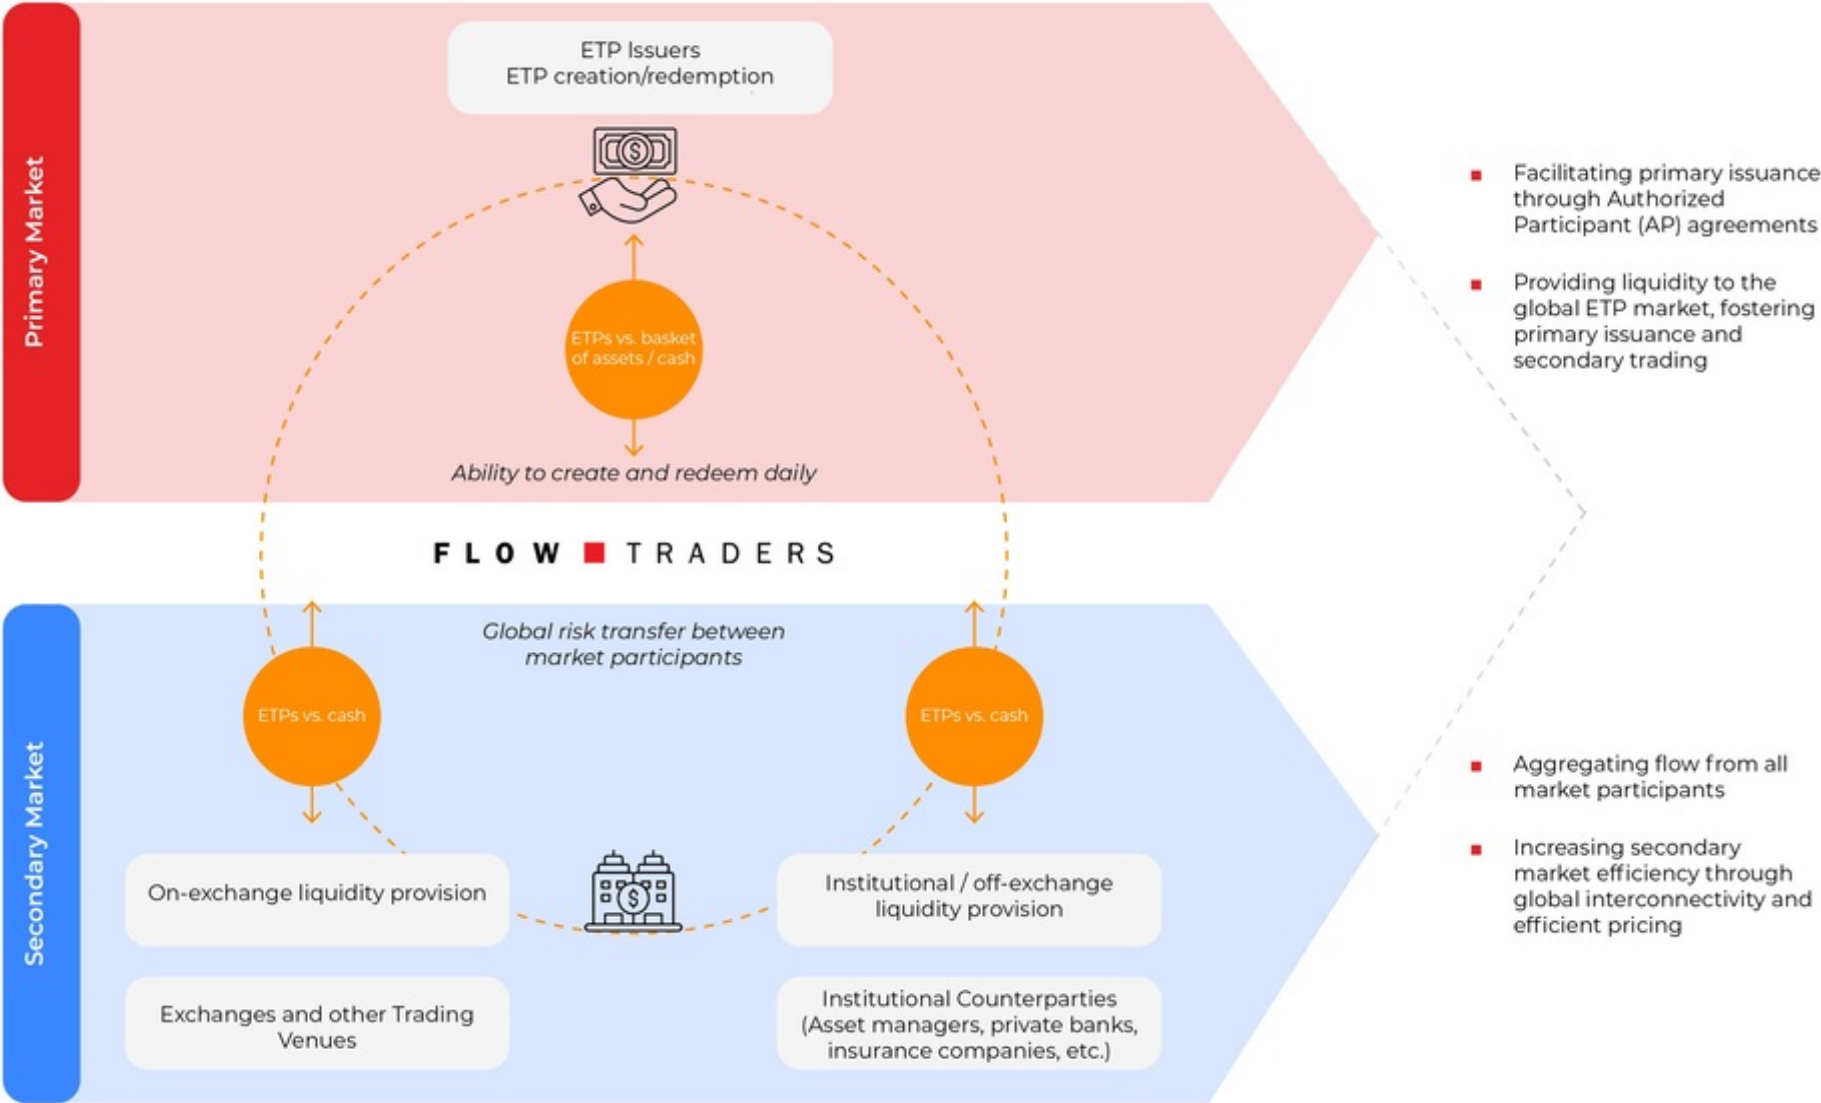 Primary Market
ETP Issuers
ETP creation/redemption
$
ETPs vs. basket
of assets / cash
Ability to create and redeem daily
Facilitating primary issuance
through Authorized
Participant (AP) agreements
Providing liquidity to the
global ETP market, fostering
primary issuance and
secondary trading
FLOW TRADERS
Secondary Market
Global risk transfer between
market participants
ETPs vs. cash
ETPs vs. cash
On-exchange liquidity provision
$
Institutional / off-exchange
liquidity provision
Exchanges and other Trading
Venues
Institutional Counterparties
(Asset managers, private banks,
insurance companies, etc.)
Aggregating flow from all
market participants
Increasing secondary
market efficiency through
global interconnectivity and
efficient pricing